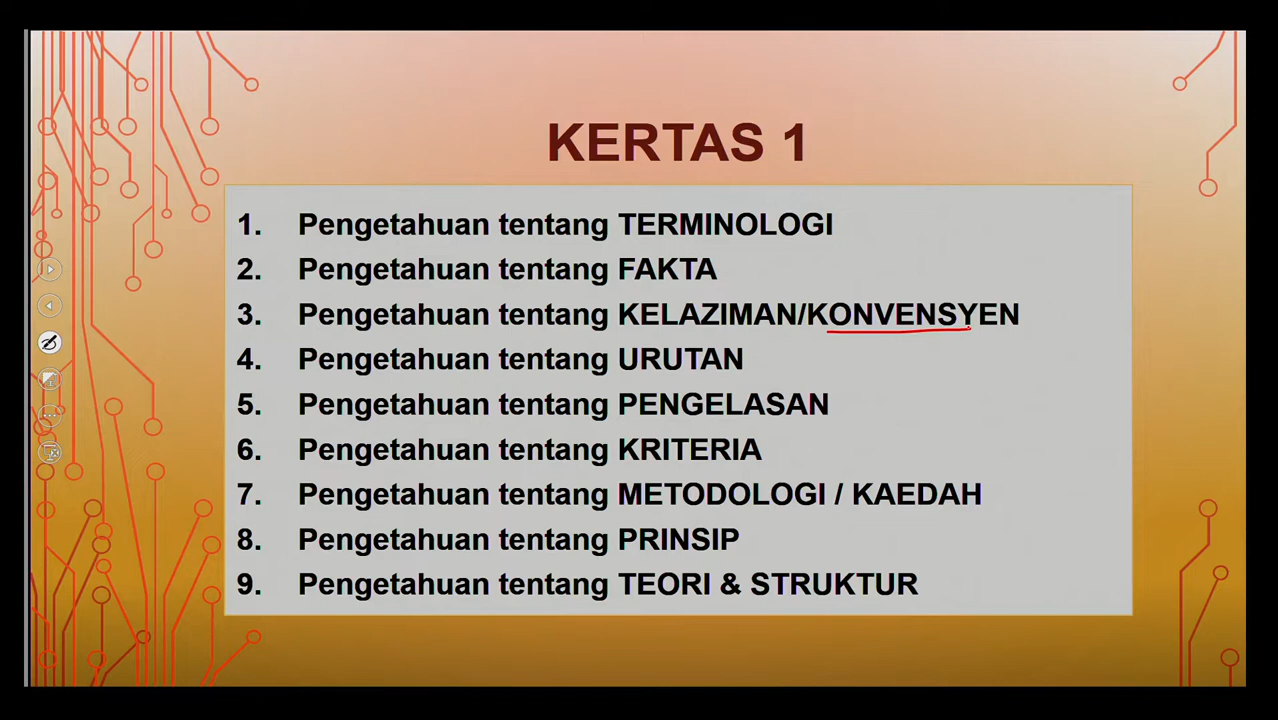 KERTAS 1
1. Pengetahuan tentang TERMINOLOGI
2. Pengetahuan tentang FAKTA
3. Pengetahuan tentang KELAZIMAN/KONVENSYEN
4. Pengetahuan tentang URUTAN
5. Pengetahuan tentang PENGELASAN
6. Pengetahuan tentang KRITERIA
7. Pengetahuan tentang METODOLOGI / KAEDAH
8. Pengetahuan tentang PRINSIP
9. Pengetahuan tentang TEORI & STRUKTUR